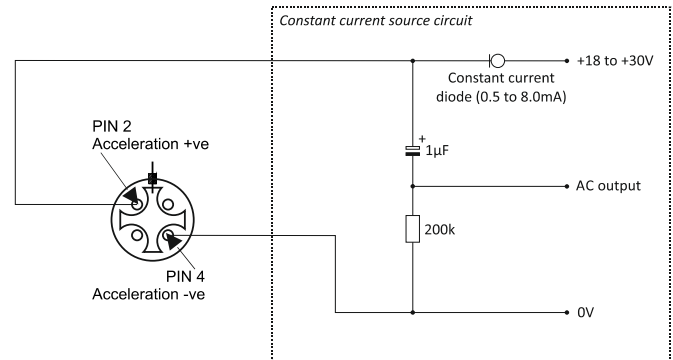 Constant current source circuit
+18 to +30V
Constant current
diode (0.5 to 8.0mA)
PIN 2
Acceleration +ve
+
1µF
AC output
200k
PIN 4
Acceleration -ve
0V